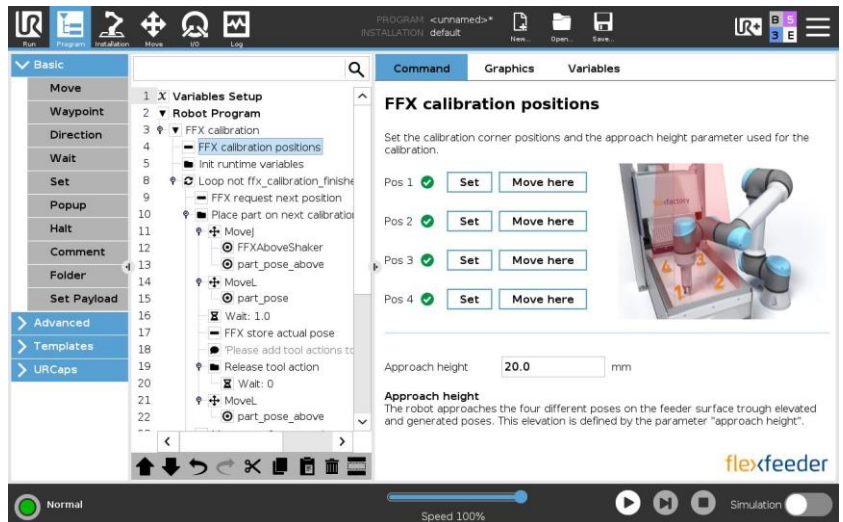 PROGRAM <unnamed>*
INSTALLATION default
Run
Program
Installation
Move
I/O
Log
New...
Open...
Save...
UR+
B S
3 E
Basic
Move
Waypoint
Direction
Wait
Set
Popup
Halt
Comment
Folder
Set Payload
Advanced
Templates
URCaps
1 X Variables Setup
2 Robot Program
3 FFX calibration
4 FFX calibration positions
5 Init runtime variables
8 Loop not ffx_calibration_finishe
9 FFX request next position
10 Place part on next calibration
11 MoveJ
12 FFXAboveShaker
13 part_pose_above
14 MoveL
15 part_pose
16 Wait: 1.0
17 FFX store actual pose
18 'Please add tool actions to
19 Release tool action
20 Wait: 0
21 MoveL
22 part_pose_above
Command Graphics Variables
FFX calibration positions
Set the calibration corner positions and the approach height parameter used for the
calibration.
Pos 1 Set Move here
Pos 2 Set Move here
Pos 3 Set Move here
Pos 4 Set Move here
4 3
1 2
Approach height 20.0 mm
Approach height
The robot approaches the four different poses on the feeder surface trough elevated
and generated poses. This elevation is defined by the parameter "approach height".
flexfeeder
Normal
Speed 100%
Simulation